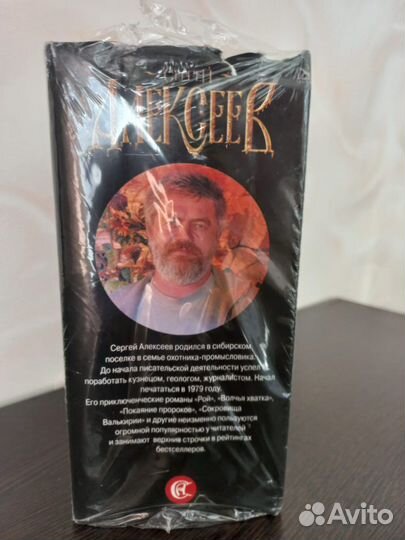 СЕРГЕЙ
АЛЕКСЕЕВ
Сергей Алексеев родился в сибирском
поселке в семье охотника-промысловика.
До начала писательской деятельности успел
поработать кузнецом, геологом, журналистом. Начал
печататься в 1979 году.
Его приключенческие романы «Рой», «Волчья хватка»,
«Покаяние пророков», «Сокровища
Валькирии» и другие неизменно пользуются
огромной популярностью у читателей
и занимают верхние строчки в рейтингах
бестселлеров.
Avito